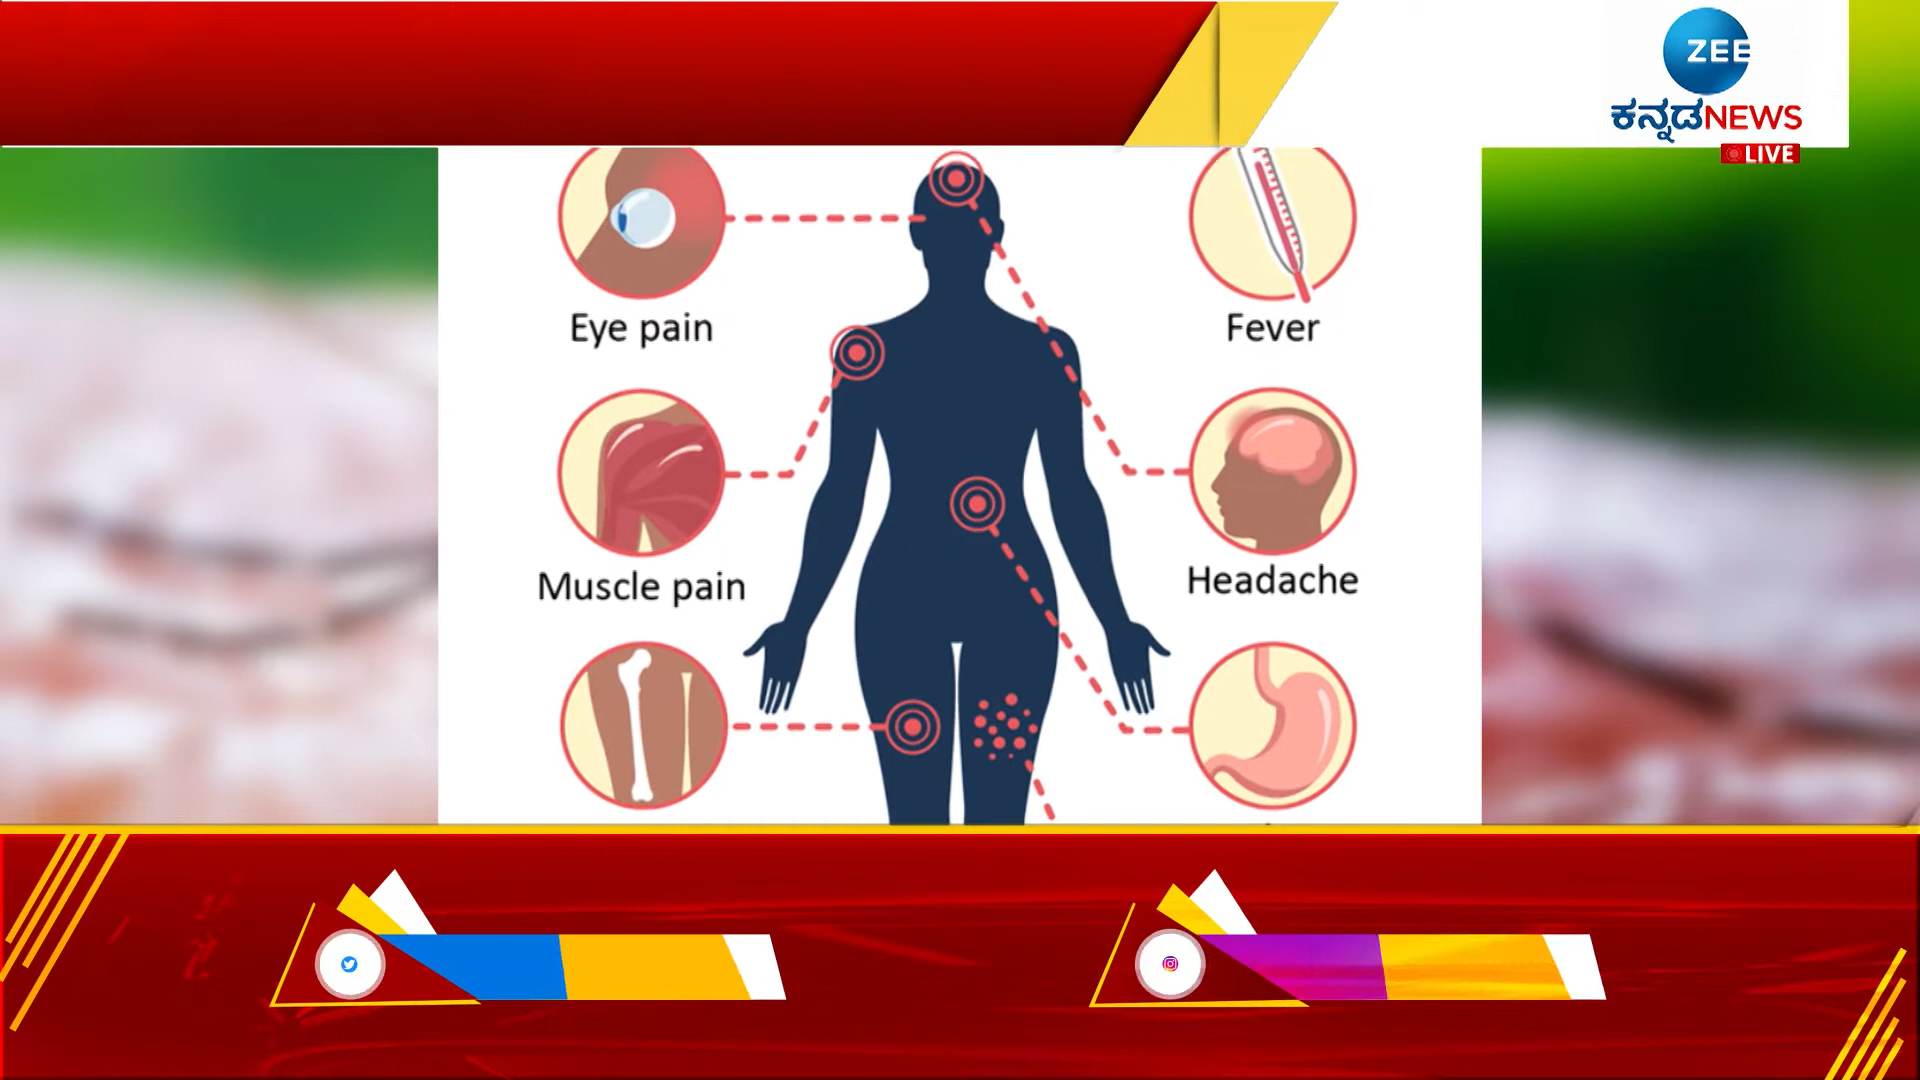 ZEE
ಕನ್ನಡNEWS
LIVE
Eye pain
Fever
Muscle pain
Headache